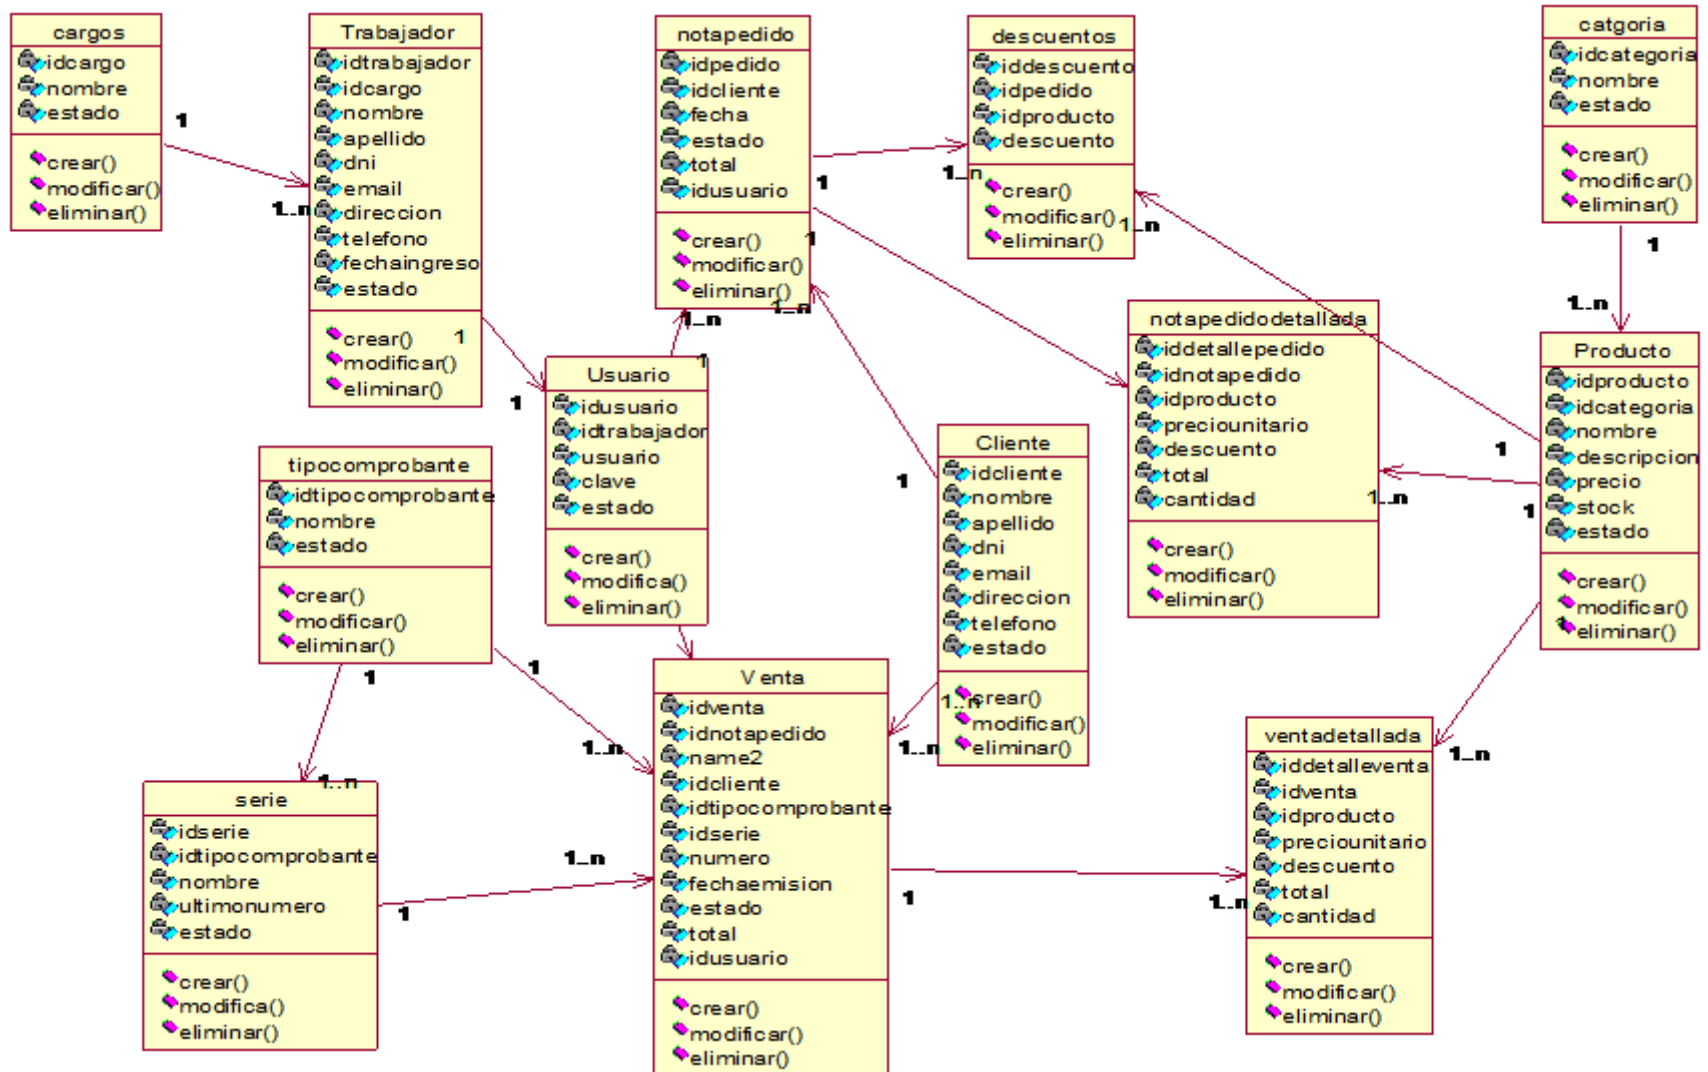 cargos
idcargo
nombre
estado
crear()
modificar()
eliminar()
1
1..n
Trabajador
idtrabajador
idcargo
nombre
apellido
dni
email
direccion
telefono
fechaingreso
estado
crear()
modificar()
eliminar()
1
1
notapedido
idpedido
idcliente
fecha
estado
total
idusuario
crear()
modificar()
eliminar()
1
1
1..n
1..n
1..n
descuentos
iddescuento
idpedido
idproducto
descuento
crear()
modificar()
eliminar()
1..n
catgoria
idcategoria
nombre
estado
crear()
modificar()
eliminar()
1
1..n
notapedidodetallada
iddetallepedido
idnotapedido
idproducto
preciounitario
descuento
total
cantidad
crear()
modificar()
eliminar()
1..n
Producto
idproducto
idcategoria
nombre
descripcion
precio
stock
estado
crear()
modificar()
eliminar()
1
1
1
Usuario
idusuario
idtrabajador
usuario
clave
estado
crear()
modifica()
eliminar()
1
Cliente
idcliente
nombre
apellido
dni
email
direccion
telefono
estado
crear()
modificar()
eliminar()
1
1..n
1..n
tipocomprobante
idtipocomprobante
nombre
estado
crear()
modificar()
eliminar()
1
1
1..n
1..n
serie
idserie
idtipocomprobante
nombre
ultimonumero
estado
crear()
modifica()
eliminar()
1
1..n
Venta
idventa
idnotapedido
name2
idcliente
idtipocomprobante
idserie
numero
fechaemision
estado
total
idusuario
crear()
modificar()
eliminar()
1
1..n
ventadetallada
iddetalleventa
idventa
idproducto
preciounitario
descuento
total
cantidad
crear()
modificar()
eliminar()
1..n